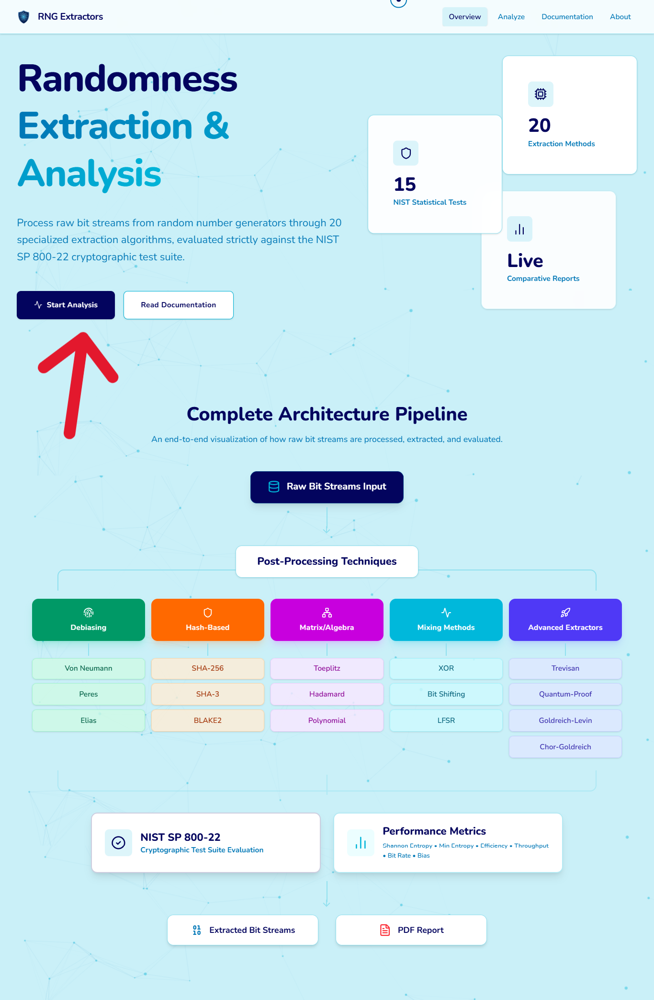 RNG Extractors
Overview
Analyze
Documentation
About
Randomness
Extraction &
Analysis
Process raw bit streams from random number generators through 20
specialized extraction algorithms, evaluated strictly against the NIST
SP 800-22 cryptographic test suite.
Start Analysis
Read Documentation
20
Extraction Methods
15
NIST Statistical Tests
Live
Comparative Reports
Complete Architecture Pipeline
An end-to-end visualization of how raw bit streams are processed, extracted, and evaluated.
Raw Bit Streams Input
Post-Processing Techniques
Debiasing
Von Neumann
Peres
Elias
Hash-Based
SHA-256
SHA-3
BLAKE2
Matrix/Algebra
Toeplitz
Hadamard
Polynomial
Mixing Methods
XOR
Bit Shifting
LFSR
Advanced Extractors
Trevisan
Quantum-Proof
Goldreich-Levin
Chor-Goldreich
NIST SP 800-22
Cryptographic Test Suite Evaluation
Performance Metrics
Shannon Entropy • Min Entropy • Efficiency • Throughput
• Bit Rate • Bias
01
10
Extracted Bit Streams
PDF Report